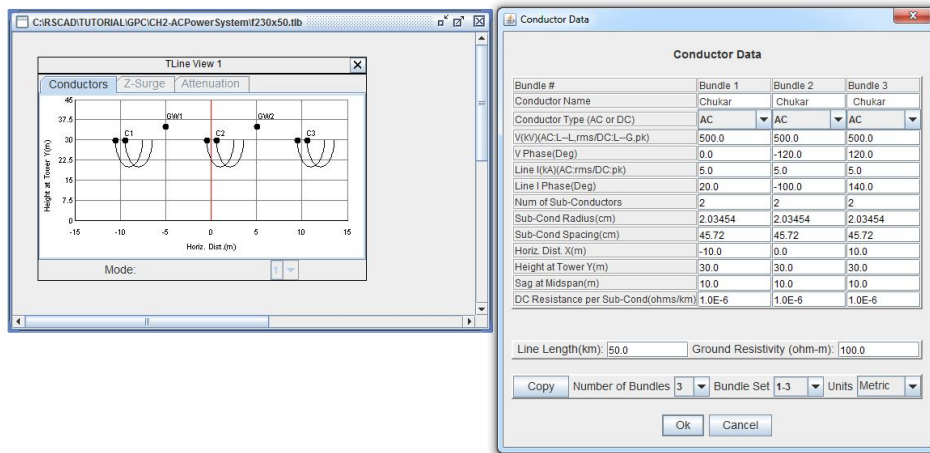 C:\RSCAD\TUTORIAL\GPC\CH2-ACPowerSystem\f230x50.tlb
TLine View 1
Conductors Z-Surge Attenuation
Height at Tower Y(m)
45
37.5
30
22.5
15
7.5
0
GW1 GW2
C1 C2 C3
-15 -10 -5 0 5 10 15
Horiz. Dist.(m)
Mode: 1
Conductor Data
Conductor Data
Bundle # Bundle 1 Bundle 2 Bundle 3
Conductor Name Chukar Chukar Chukar
Conductor Type (AC or DC) AC AC AC
V(kV)(AC:L--L,rms/DC:L--G,pk) 500.0 500.0 500.0
V Phase(Deg) 0.0 -120.0 120.0
Line I(kA)(AC:rms/DC:pk) 5.0 5.0 5.0
Line I Phase(Deg) 20.0 -100.0 140.0
Num of Sub-Conductors 2 2 2
Sub-Cond Radius(cm) 2.03454 2.03454 2.03454
Sub-Cond Spacing(cm) 45.72 45.72 45.72
Horiz. Dist. X(m) -10.0 0.0 10.0
Height at Tower Y(m) 30.0 30.0 30.0
Sag at Midspan(m) 10.0 10.0 10.0
DC Resistance per Sub-Cond(ohms/km) 1.0E-6 1.0E-6 1.0E-6
Line Length(km): 50.0 Ground Resistivity (ohm-m): 100.0
Copy Number of Bundles 3 Bundle Set 1-3 Units Metric
Ok Cancel